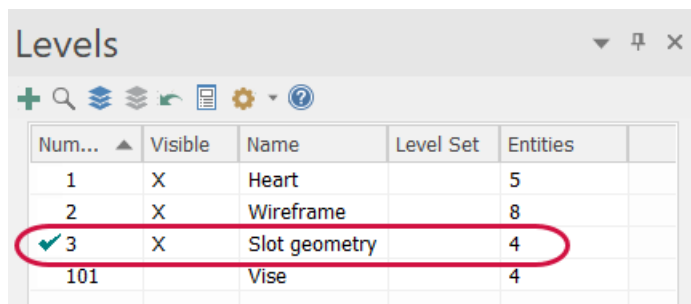 Levels
Num... Visible Name Level Set Entities
1 X Heart 5
2 X Wireframe 8
3 X Slot geometry 4
101 Vise 4